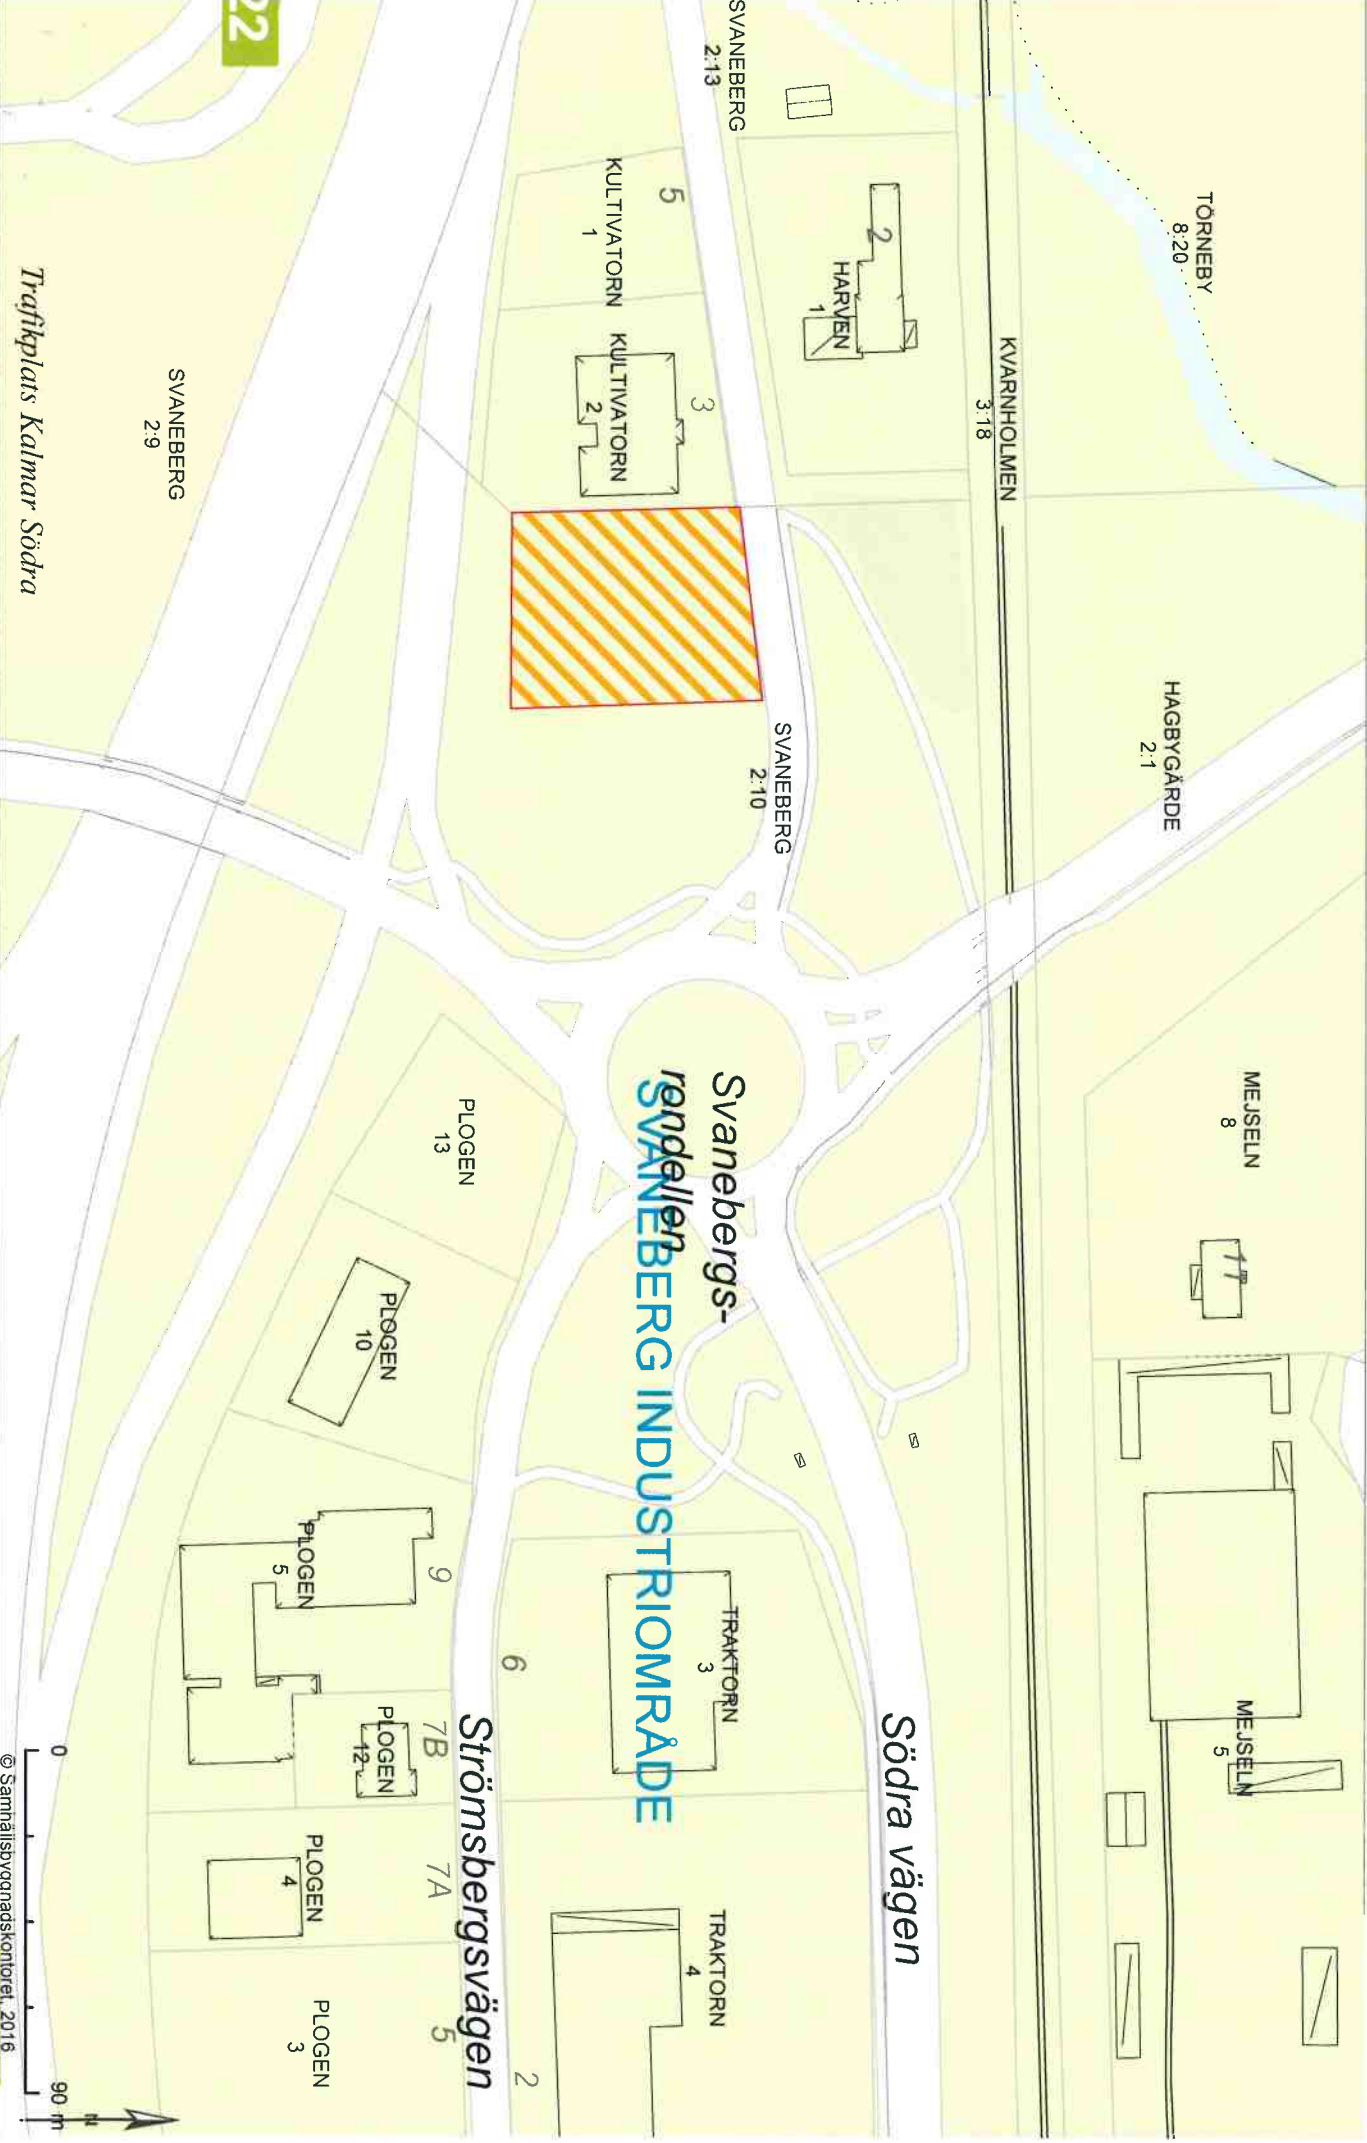 TÖRNEBY
8:20
HAGBYGÄRDE
2:1
MEJSELN
8
17
MEJSELN
5
KVARNHOLMEN
3:18
2
HARVEN
1
Södra vägen
SVANEBERG
2:13
SVANEBERG
2:10
Svanebergs-
rondellen
SVANEBERG INDUSTRIOMRÅDE
TRAKTORN
3
TRAKTORN
4
5
3
KULTIVATORN
1
KULTIVATORN
2
6
2
Strömsbergsvägen
PLOGEN
13
9
7B
7A
5
PLOGEN
10
PLOGEN
12
PLOGEN
5
PLOGEN
4
PLOGEN
3
22
SVANEBERG
2:9
Trafikplats Kalmar Södra
0
90 m
N
© Samhällsbyggnadskontoret, 2016